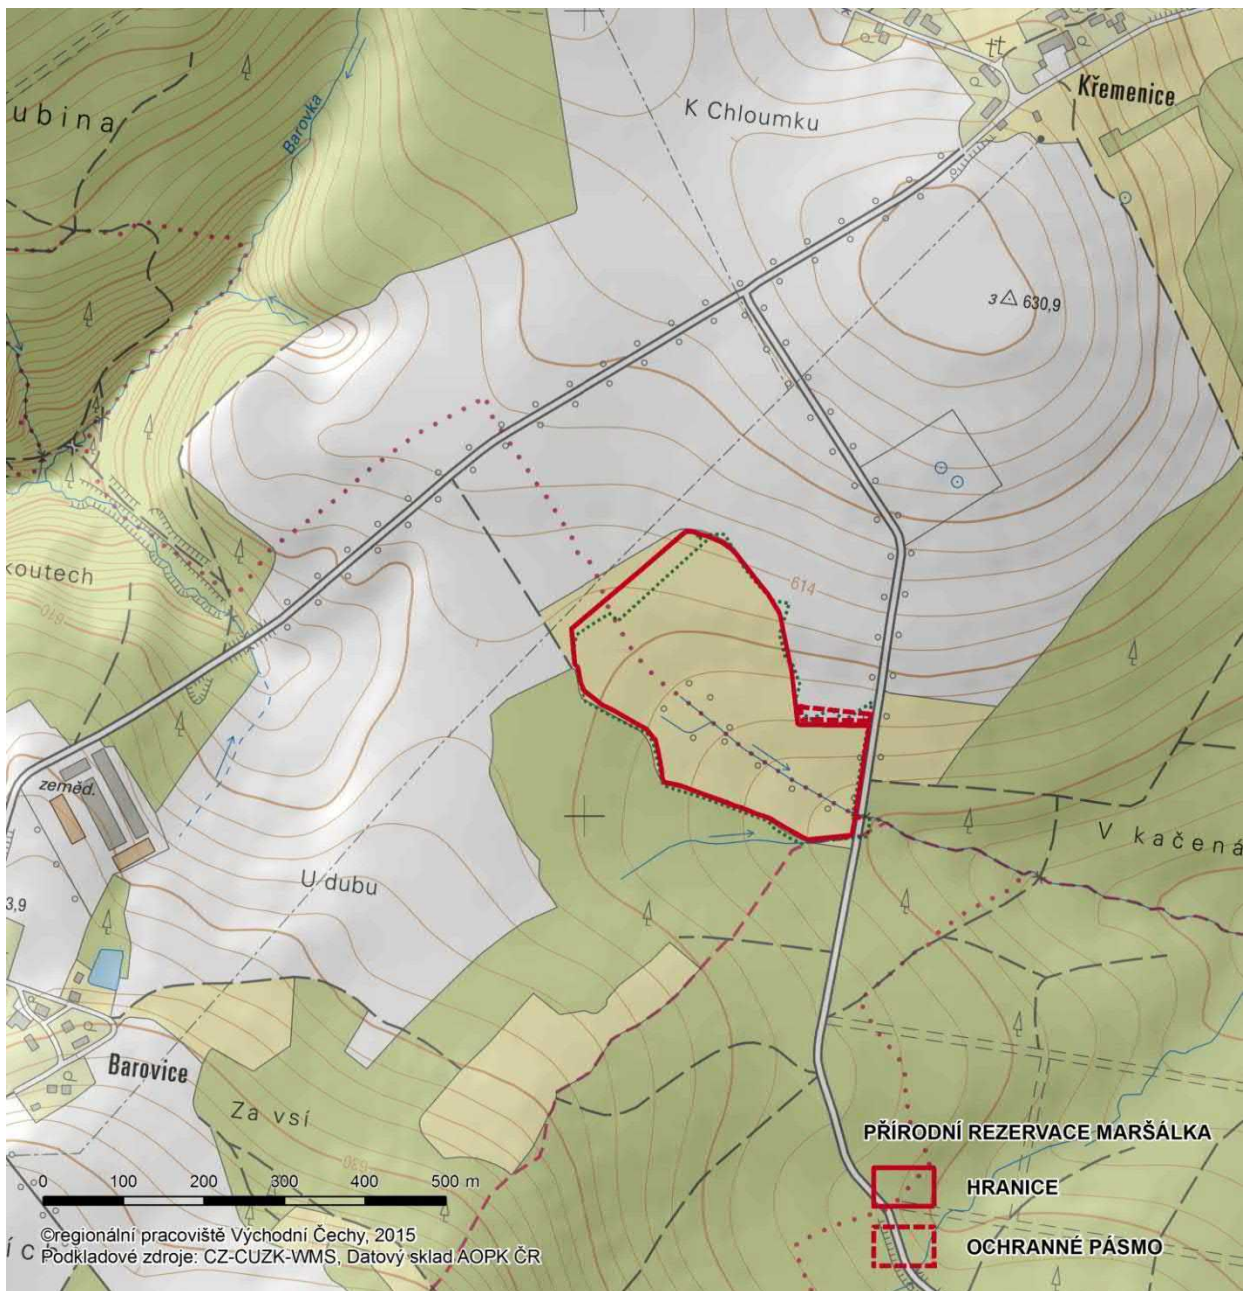 ubina
Barovka
K Chloumku
Křemenice
3 630,9
koutech
610
614
zeměd.
3,9
U dubu
V kačená
Barovice
Za vsí
630
PŘÍRODNÍ REZERVACE MARŠÁLKA
HRANICE
OCHRANNÉ PÁSMO
0 100 200 300 400 500 m
©regionální pracoviště Východní Čechy, 2015
Podkladové zdroje: CZ-CUZK-WMS, Datový sklad AOPK ČR